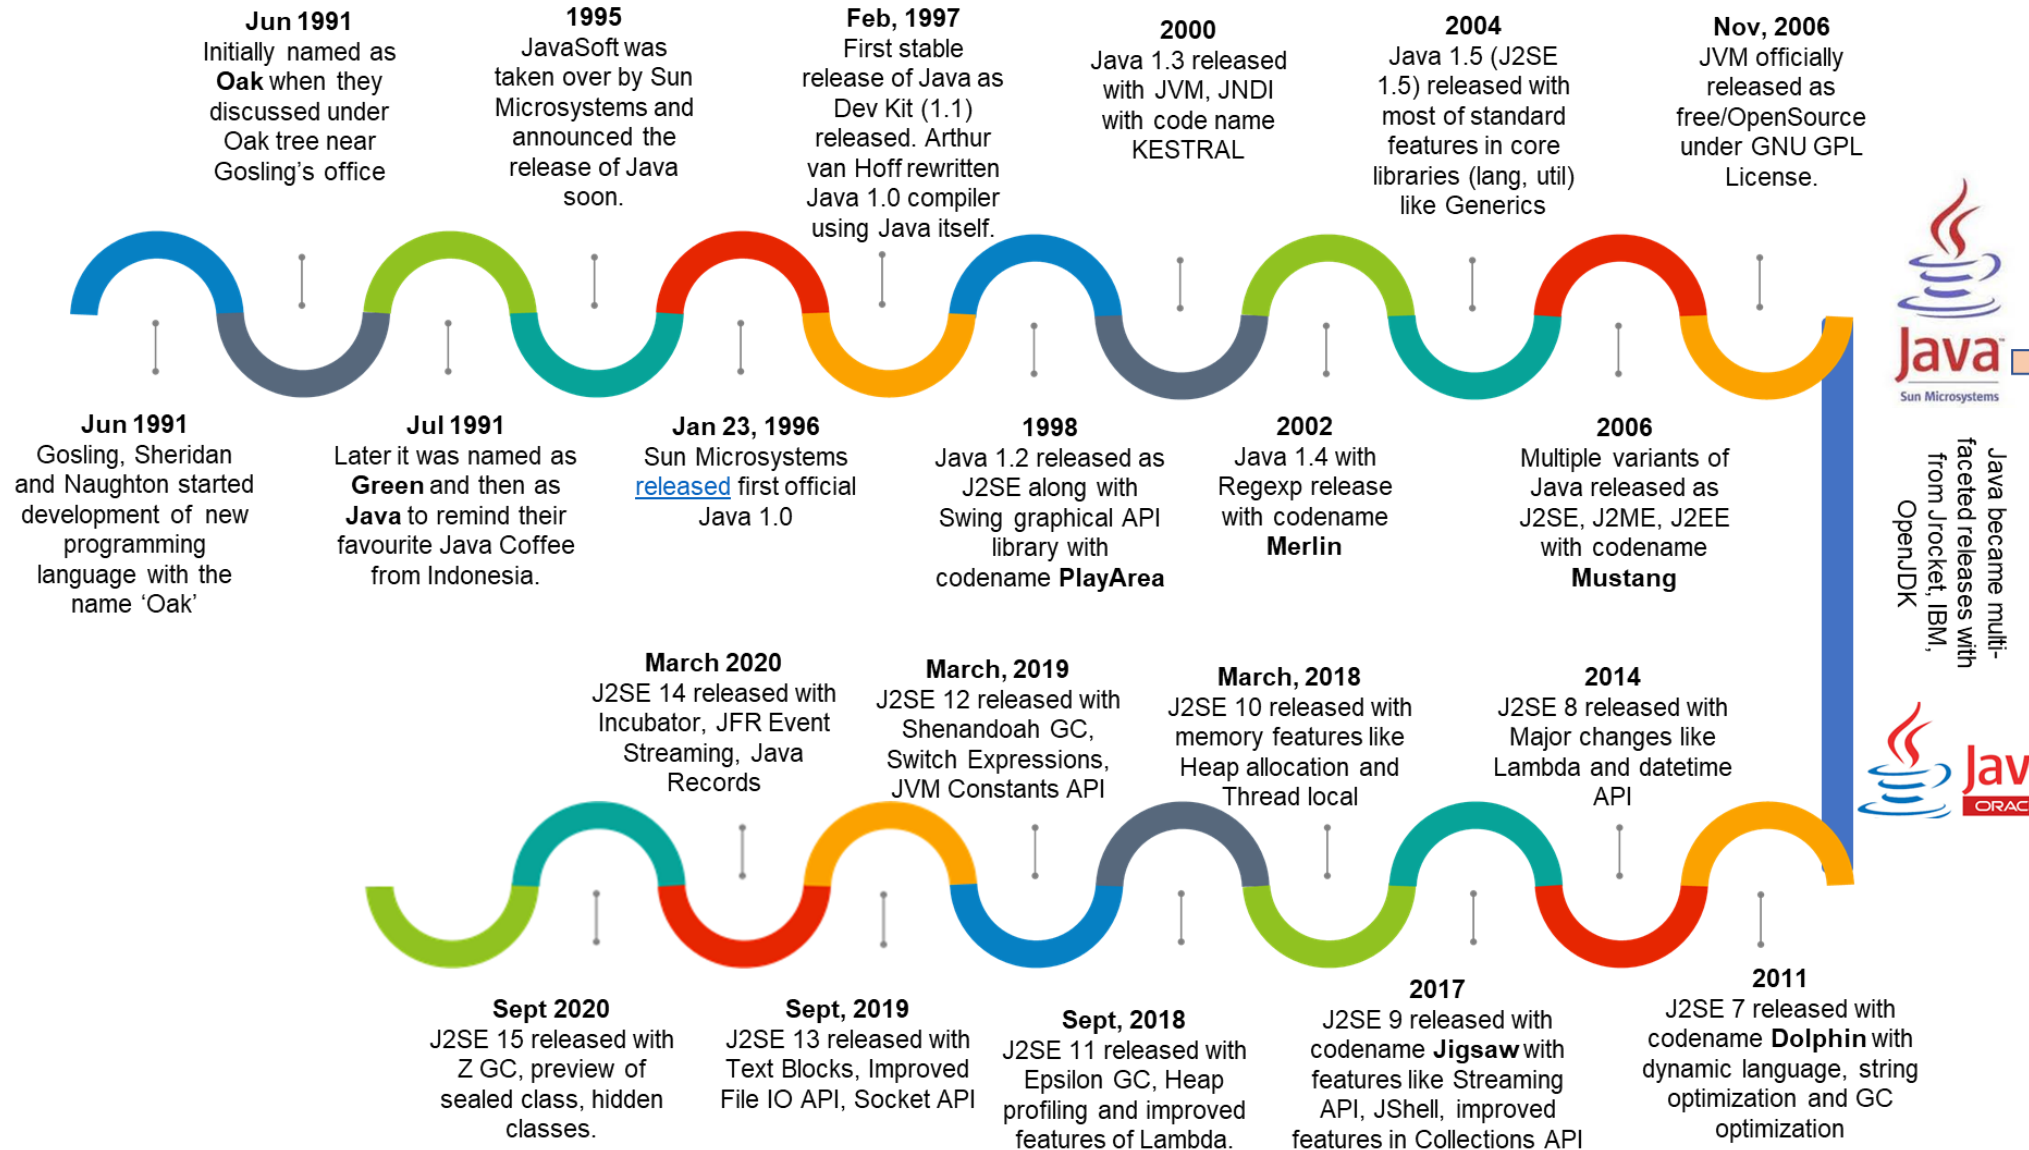 Jun 1991
Initially named as
Oak when they
discussed under
Oak tree near
Gosling's office
1995
JavaSoft was
taken over by Sun
Microsystems and
announced the
release of Java
soon.
Feb, 1997
First stable
release of Java as
Dev Kit (1.1)
released. Arthur
van Hoff rewritten
Java 1.0 compiler
using Java itself.
2000
Java 1.3 released
with JVM, JNDI
with code name
KESTRAL
2004
Java 1.5 (J2SE
1.5) released with
most of standard
features in core
libraries (lang, util)
like Generics
Nov, 2006
JVM officially
released as
free/OpenSource
under GNU GPL
License.
Java
Sun Microsystems
Jun 1991
Gosling, Sheridan
and Naughton started
development of new
programming
language with the
name ‘Oak’
Jul 1991
Later it was named as
Green and then as
Java to remind their
favourite Java Coffee
from Indonesia.
Jan 23, 1996
Sun Microsystems
released first official
Java 1.0
1998
Java 1.2 released as
J2SE along with
Swing graphical API
library with
codename PlayArea
2002
Java 1.4 with
Regexp release
with codename
Merlin
2006
Multiple variants of
Java released as
J2SE, J2ME, J2EE
with codename
Mustang
Java became multi-
faceted releases with
from Jrocket, IBM,
OpenJDK
March 2020
J2SE 14 released with
Incubator, JFR Event
Streaming, Java
Records
March, 2019
J2SE 12 released with
Shenandoah GC,
Switch Expressions,
JVM Constants API
March, 2018
J2SE 10 released with
memory features like
Heap allocation and
Thread local
2014
J2SE 8 released with
Major changes like
Lambda and datetime
API
Jav
ORAC
Sept 2020
J2SE 15 released with
Z GC, preview of
sealed class, hidden
classes.
Sept, 2019
J2SE 13 released with
Text Blocks, Improved
File IO API, Socket API
Sept, 2018
J2SE 11 released with
Epsilon GC, Heap
profiling and improved
features of Lambda.
2017
J2SE 9 released with
codename Jigsaw with
features like Streaming
API, JShell, improved
features in Collections API
2011
J2SE 7 released with
codename Dolphin with
dynamic language, string
optimization and GC
optimization